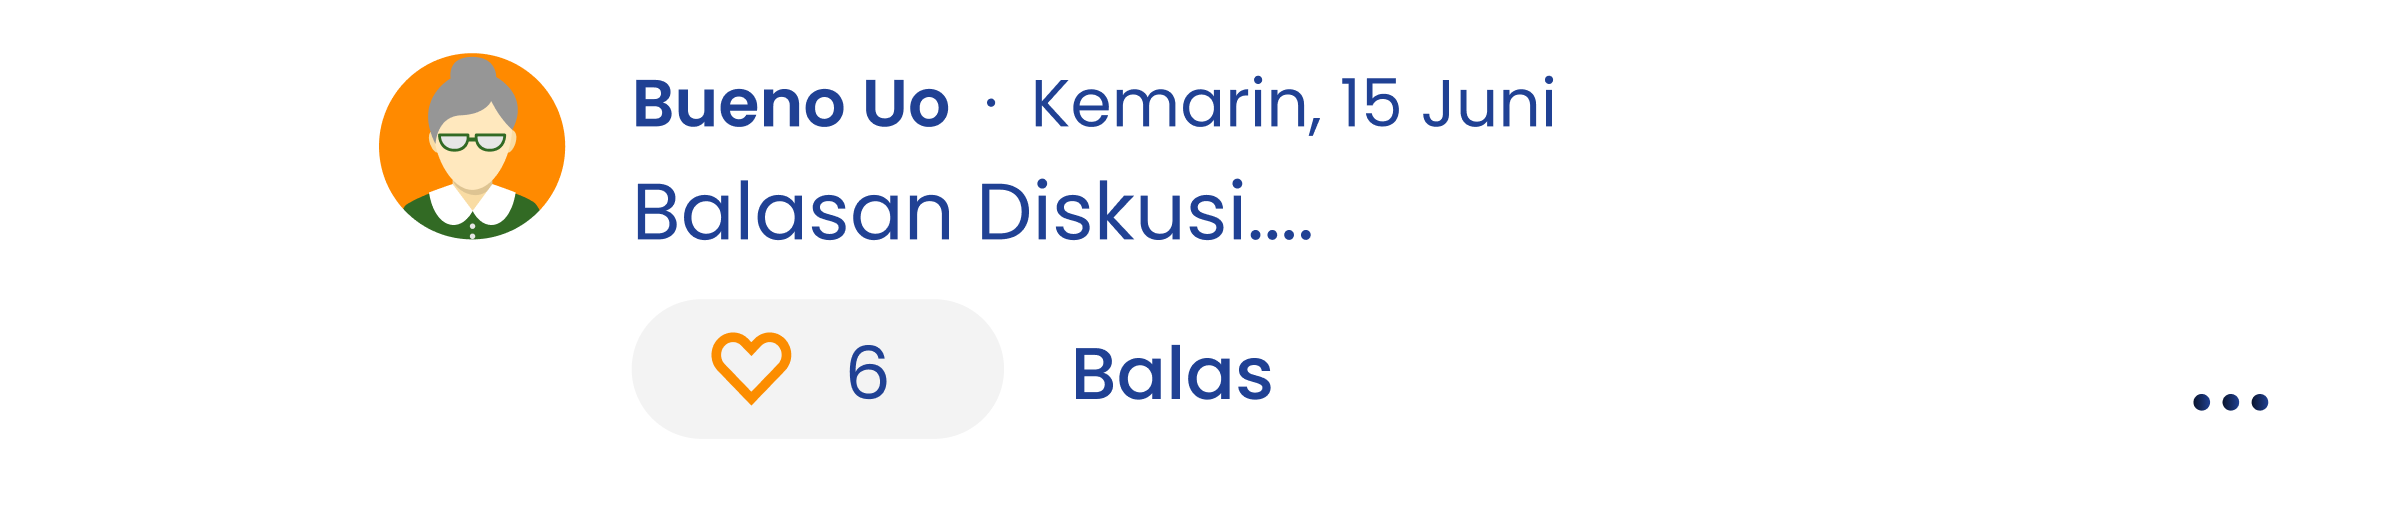 Bueno Uo · Kemarin, 15 Juni
Balasan Diskusi....
6 Balas